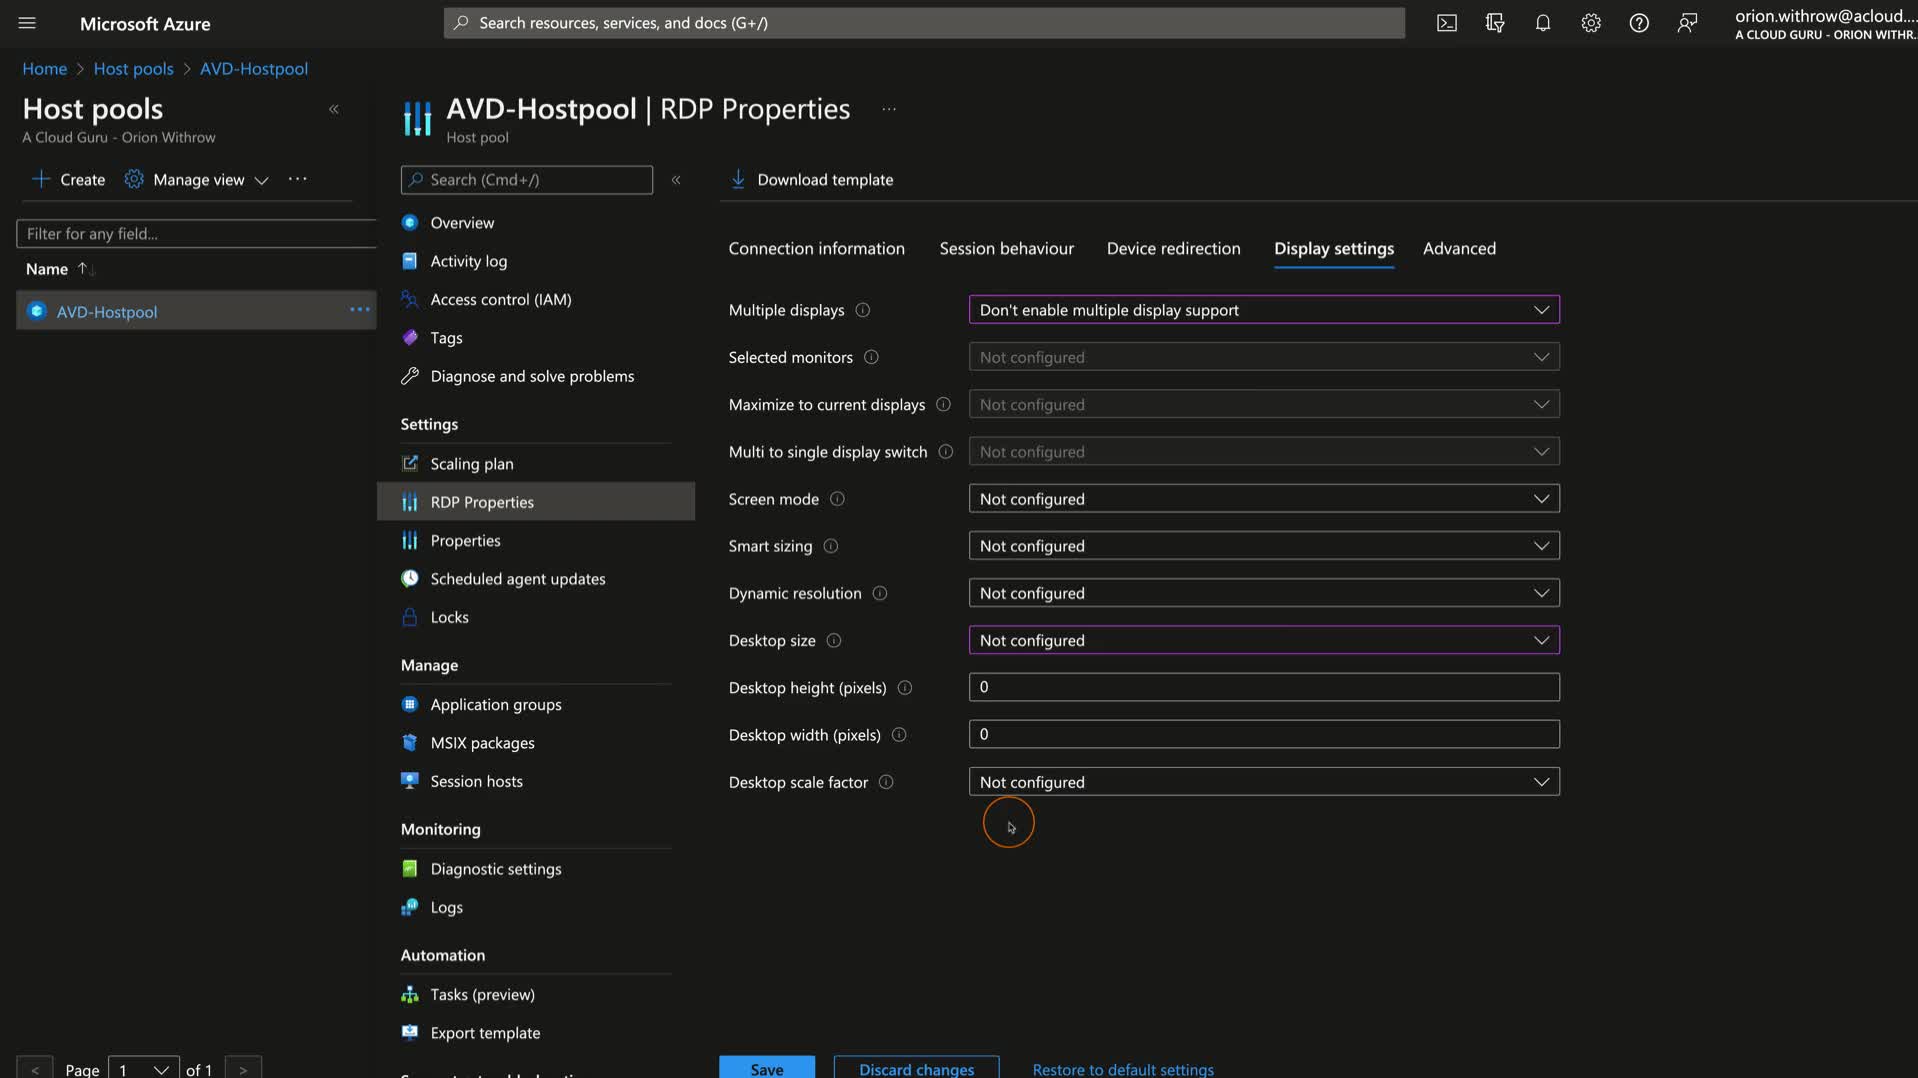 Microsoft Azure
Search resources, services, and docs (G+/)
orion.withrow@acloud....
A CLOUD GURU - ORION WITHR...
Home > Host pools > AVD-Hostpool
Host pools
A Cloud Guru - Orion Withrow
Create
Manage view
Filter for any field...
Name
AVD-Hostpool
< Page 1 of 1 >
AVD-Hostpool | RDP Properties
Host pool
Search (Cmd+/)
Overview
Activity log
Access control (IAM)
Tags
Diagnose and solve problems
Settings
Scaling plan
RDP Properties
Properties
Scheduled agent updates
Locks
Manage
Application groups
MSIX packages
Session hosts
Monitoring
Diagnostic settings
Logs
Automation
Tasks (preview)
Export template
Download template
Connection information
Session behaviour
Device redirection
Display settings
Advanced
Multiple displays
Don't enable multiple display support
Selected monitors
Not configured
Maximize to current displays
Not configured
Multi to single display switch
Not configured
Screen mode
Not configured
Smart sizing
Not configured
Dynamic resolution
Not configured
Desktop size
Not configured
Desktop height (pixels)
0
Desktop width (pixels)
0
Desktop scale factor
Not configured
Save
Discard changes
Restore to default settings